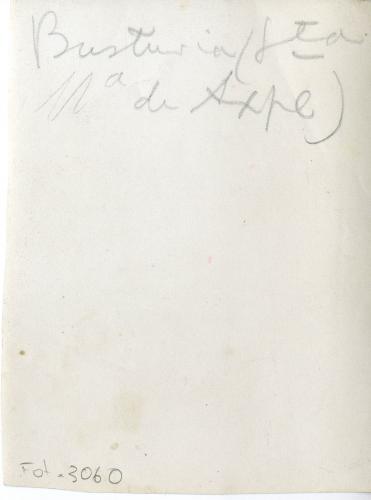 Busturia (Sta
Mª de Axpe)
Fot.-3060